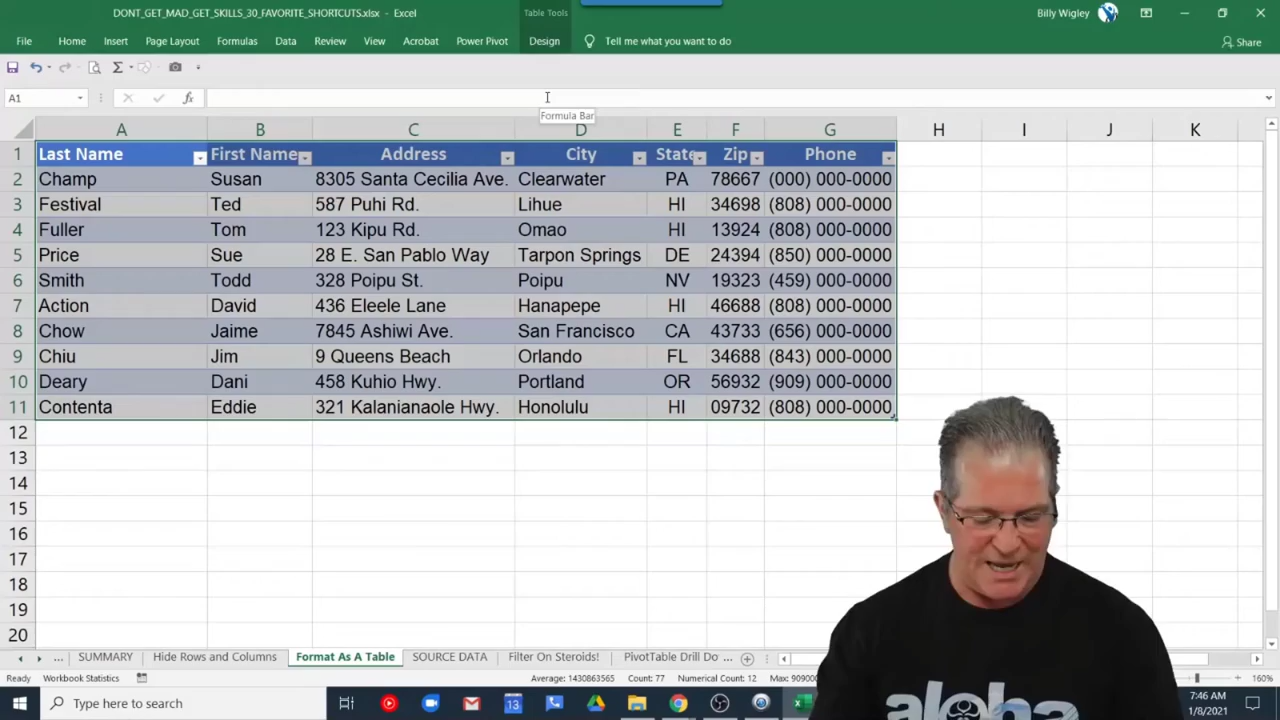 DONT_GET_MAD_GET_SKILLS_30_FAVORITE_SHORTCUTS.xlsx - Excel
Table Tools
Billy Wigley
File Home Insert Page Layout Formulas Data Review View Acrobat Power Pivot Design Tell me what you want to do Share
A1
fx
Formula Bar
A B C D E F G H I J K
1 Last Name First Name Address City State Zip Phone
2 Champ Susan 8305 Santa Cecilia Ave. Clearwater PA 78667 (000) 000-0000
3 Festival Ted 587 Puhi Rd. Lihue HI 34698 (808) 000-0000
4 Fuller Tom 123 Kipu Rd. Omao HI 13924 (808) 000-0000
5 Price Sue 28 E. San Pablo Way Tarpon Springs DE 24394 (850) 000-0000
6 Smith Todd 328 Poipu St. Poipu NV 19323 (459) 000-0000
7 Action David 436 Eleele Lane Hanapepe HI 46688 (808) 000-0000
8 Chow Jaime 7845 Ashiwi Ave. San Francisco CA 43733 (656) 000-0000
9 Chiu Jim 9 Queens Beach Orlando FL 34688 (843) 000-0000
10 Deary Dani 458 Kuhio Hwy. Portland OR 56932 (909) 000-0000
11 Contenta Eddie 321 Kalanianaole Hwy. Honolulu HI 09732 (808) 000-0000
12
13
14
15
16
17
18
19
20
... SUMMARY Hide Rows and Columns Format As A Table SOURCE DATA Filter On Steroids! PivotTable Drill Do ...
Ready Workbook Statistics Average: 1430863565 Count: 77 Numerical Count: 12 Max: 909000 160%
Type here to search
7:46 AM
1/8/2021
aloha